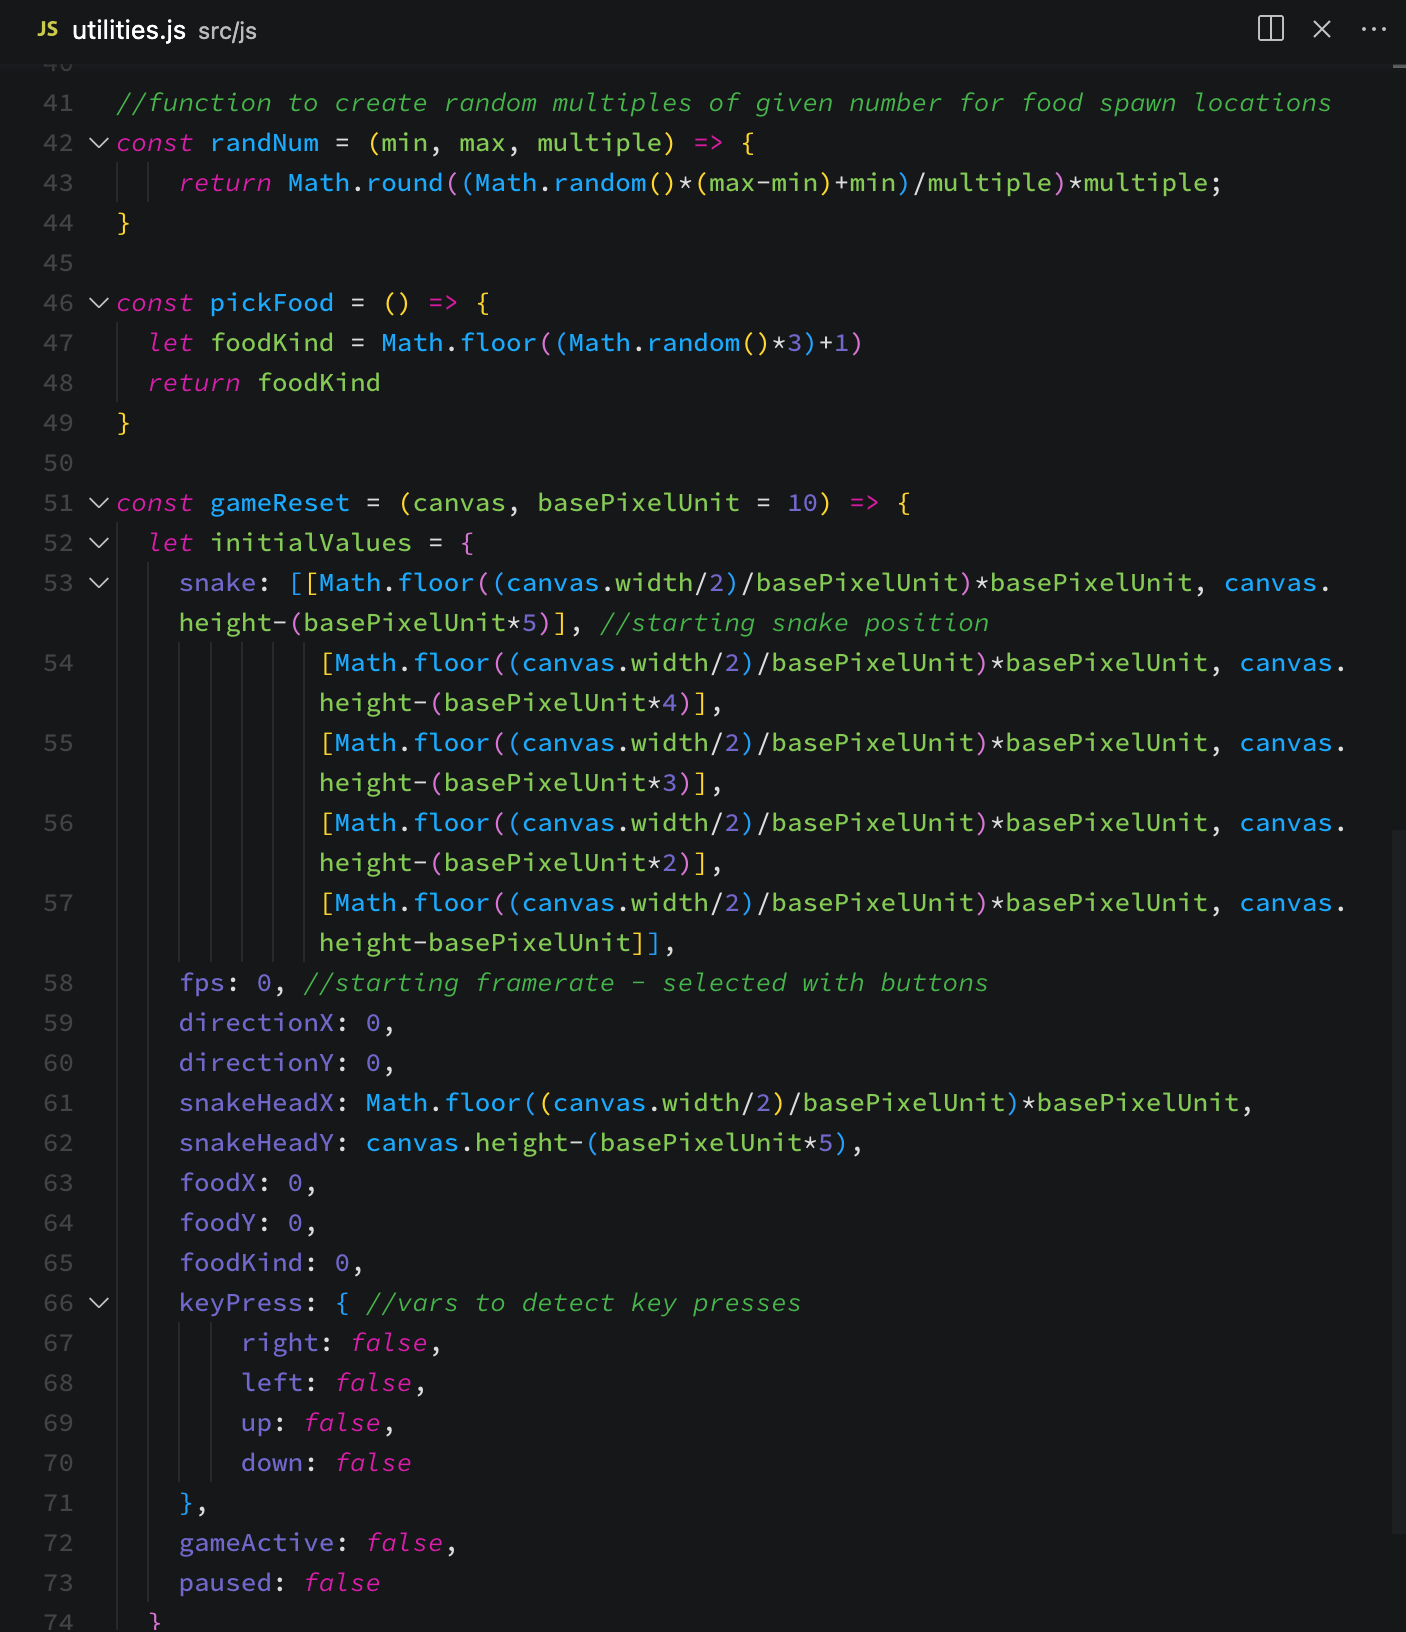 JS utilities.js src/js
40
41 //function to create random multiples of given number for food spawn locations
42 const randNum = (min, max, multiple) => {
43     return Math.round((Math.random()*(max-min)+min)/multiple)*multiple;
44 }
45
46 const pickFood = () => {
47   let foodKind = Math.floor((Math.random()*3)+1)
48   return foodKind
49 }
50
51 const gameReset = (canvas, basePixelUnit = 10) => {
52   let initialValues = {
53     snake: [[Math.floor((canvas.width/2)/basePixelUnit)*basePixelUnit, canvas.
height-(basePixelUnit*5)], //starting snake position
54 [Math.floor((canvas.width/2)/basePixelUnit)*basePixelUnit, canvas.
height-(basePixelUnit*4)],
55 [Math.floor((canvas.width/2)/basePixelUnit)*basePixelUnit, canvas.
height-(basePixelUnit*3)],
56 [Math.floor((canvas.width/2)/basePixelUnit)*basePixelUnit, canvas.
height-(basePixelUnit*2)],
57 [Math.floor((canvas.width/2)/basePixelUnit)*basePixelUnit, canvas.
height-basePixelUnit]],
58     fps: 0, //starting framerate - selected with buttons
59     directionX: 0,
60     directionY: 0,
61     snakeHeadX: Math.floor((canvas.width/2)/basePixelUnit)*basePixelUnit,
62     snakeHeadY: canvas.height-(basePixelUnit*5),
63     foodX: 0,
64     foodY: 0,
65     foodKind: 0,
66     keyPress: { //vars to detect key presses
67         right: false,
68         left: false,
69         up: false,
70         down: false
71     },
72     gameActive: false,
73     paused: false
74   }